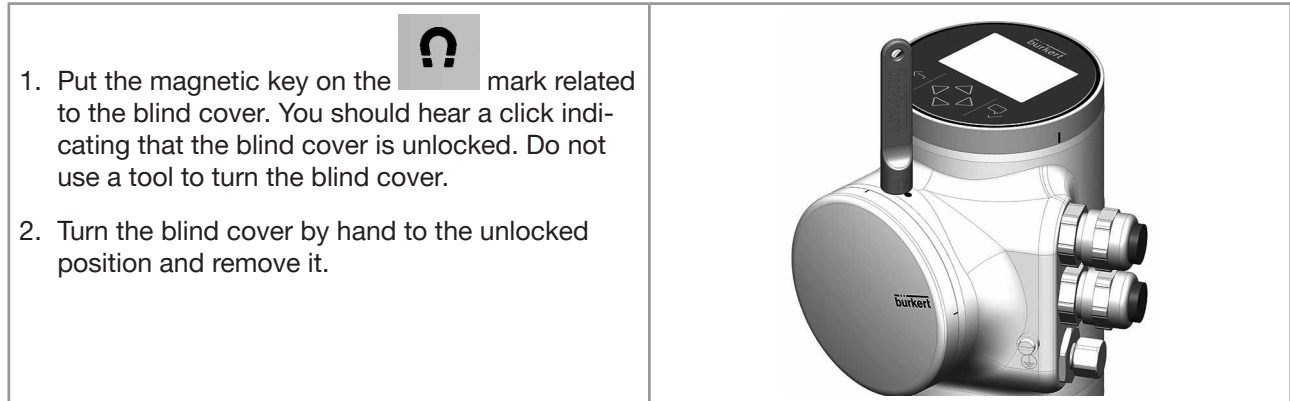 1. Put the magnetic key on the mark related
to the blind cover. You should hear a click indi-
cating that the blind cover is unlocked. Do not
use a tool to turn the blind cover.
2. Turn the blind cover by hand to the unlocked
position and remove it.
bürkert
bürkert